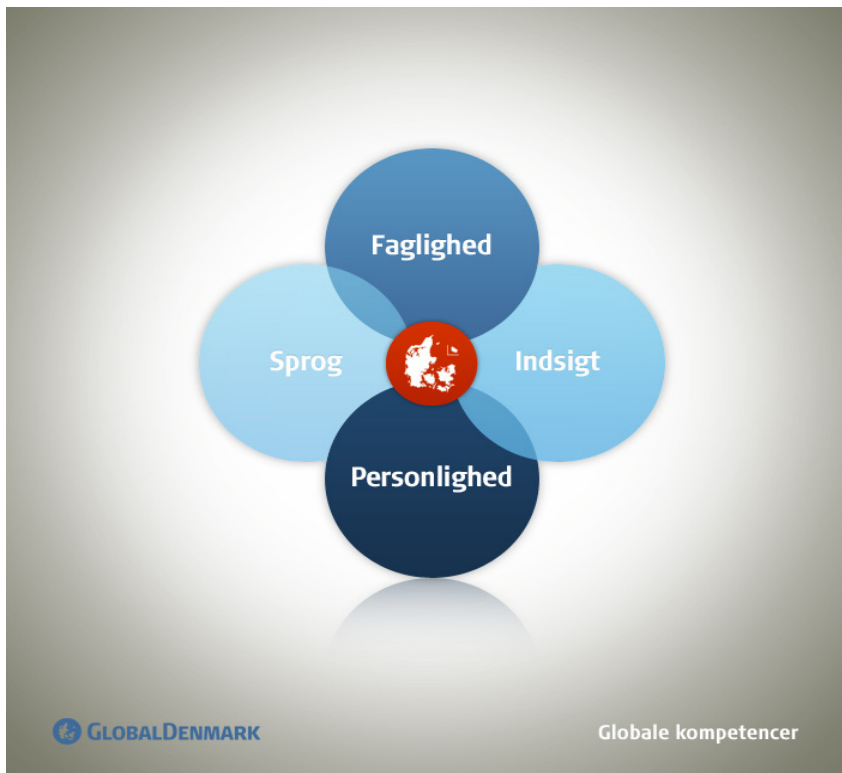 Faglighed
Sprog
Indsigt
Personlighed
GLOBALDENMARK
Globale kompetencer